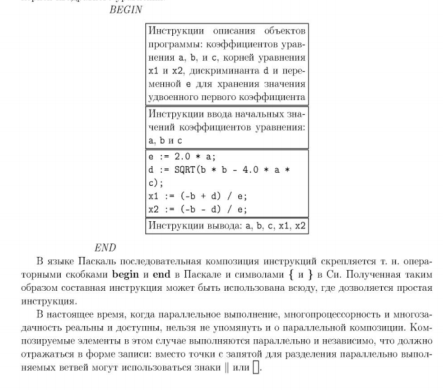 BEGIN
Инструкции описания объектов
программы: коэффициентов урав-
нения a, b, и c, корней уравнения
x1 и x2, дискриминанта d и пере-
менной e для хранения значения
удвоенного первого коэффициента
Инструкции ввода начальных зна-
чений коэффициентов уравнения:
a, b и c
e := 2.0 * a;
d := SQRT(b * b - 4.0 * a *
c);
x1 := (-b + d) / e;
x2 := (-b - d) / e;
Инструкции вывода: a, b, c, x1, x2
END
В языке Паскаль последовательная композиция инструкций скрепляется т. н. опера-
торными скобками begin и end в Паскале и символами { и } в Си. Полученная таким
образом составная инструкция может быть использована всюду, где дозволяется простая
инструкция.
В настоящее время, когда параллельное выполнение, многопроцессорность и многоза-
дачность реальны и доступны, нельзя не упомянуть и о параллельной композиции. Ком-
позируемые элементы в этом случае выполняются параллельно и независимо, что должно
отражаться в форме записи: вместо точки с запятой для разделения параллельно выпол-
няемых ветвей могут использоваться знаки || или [].